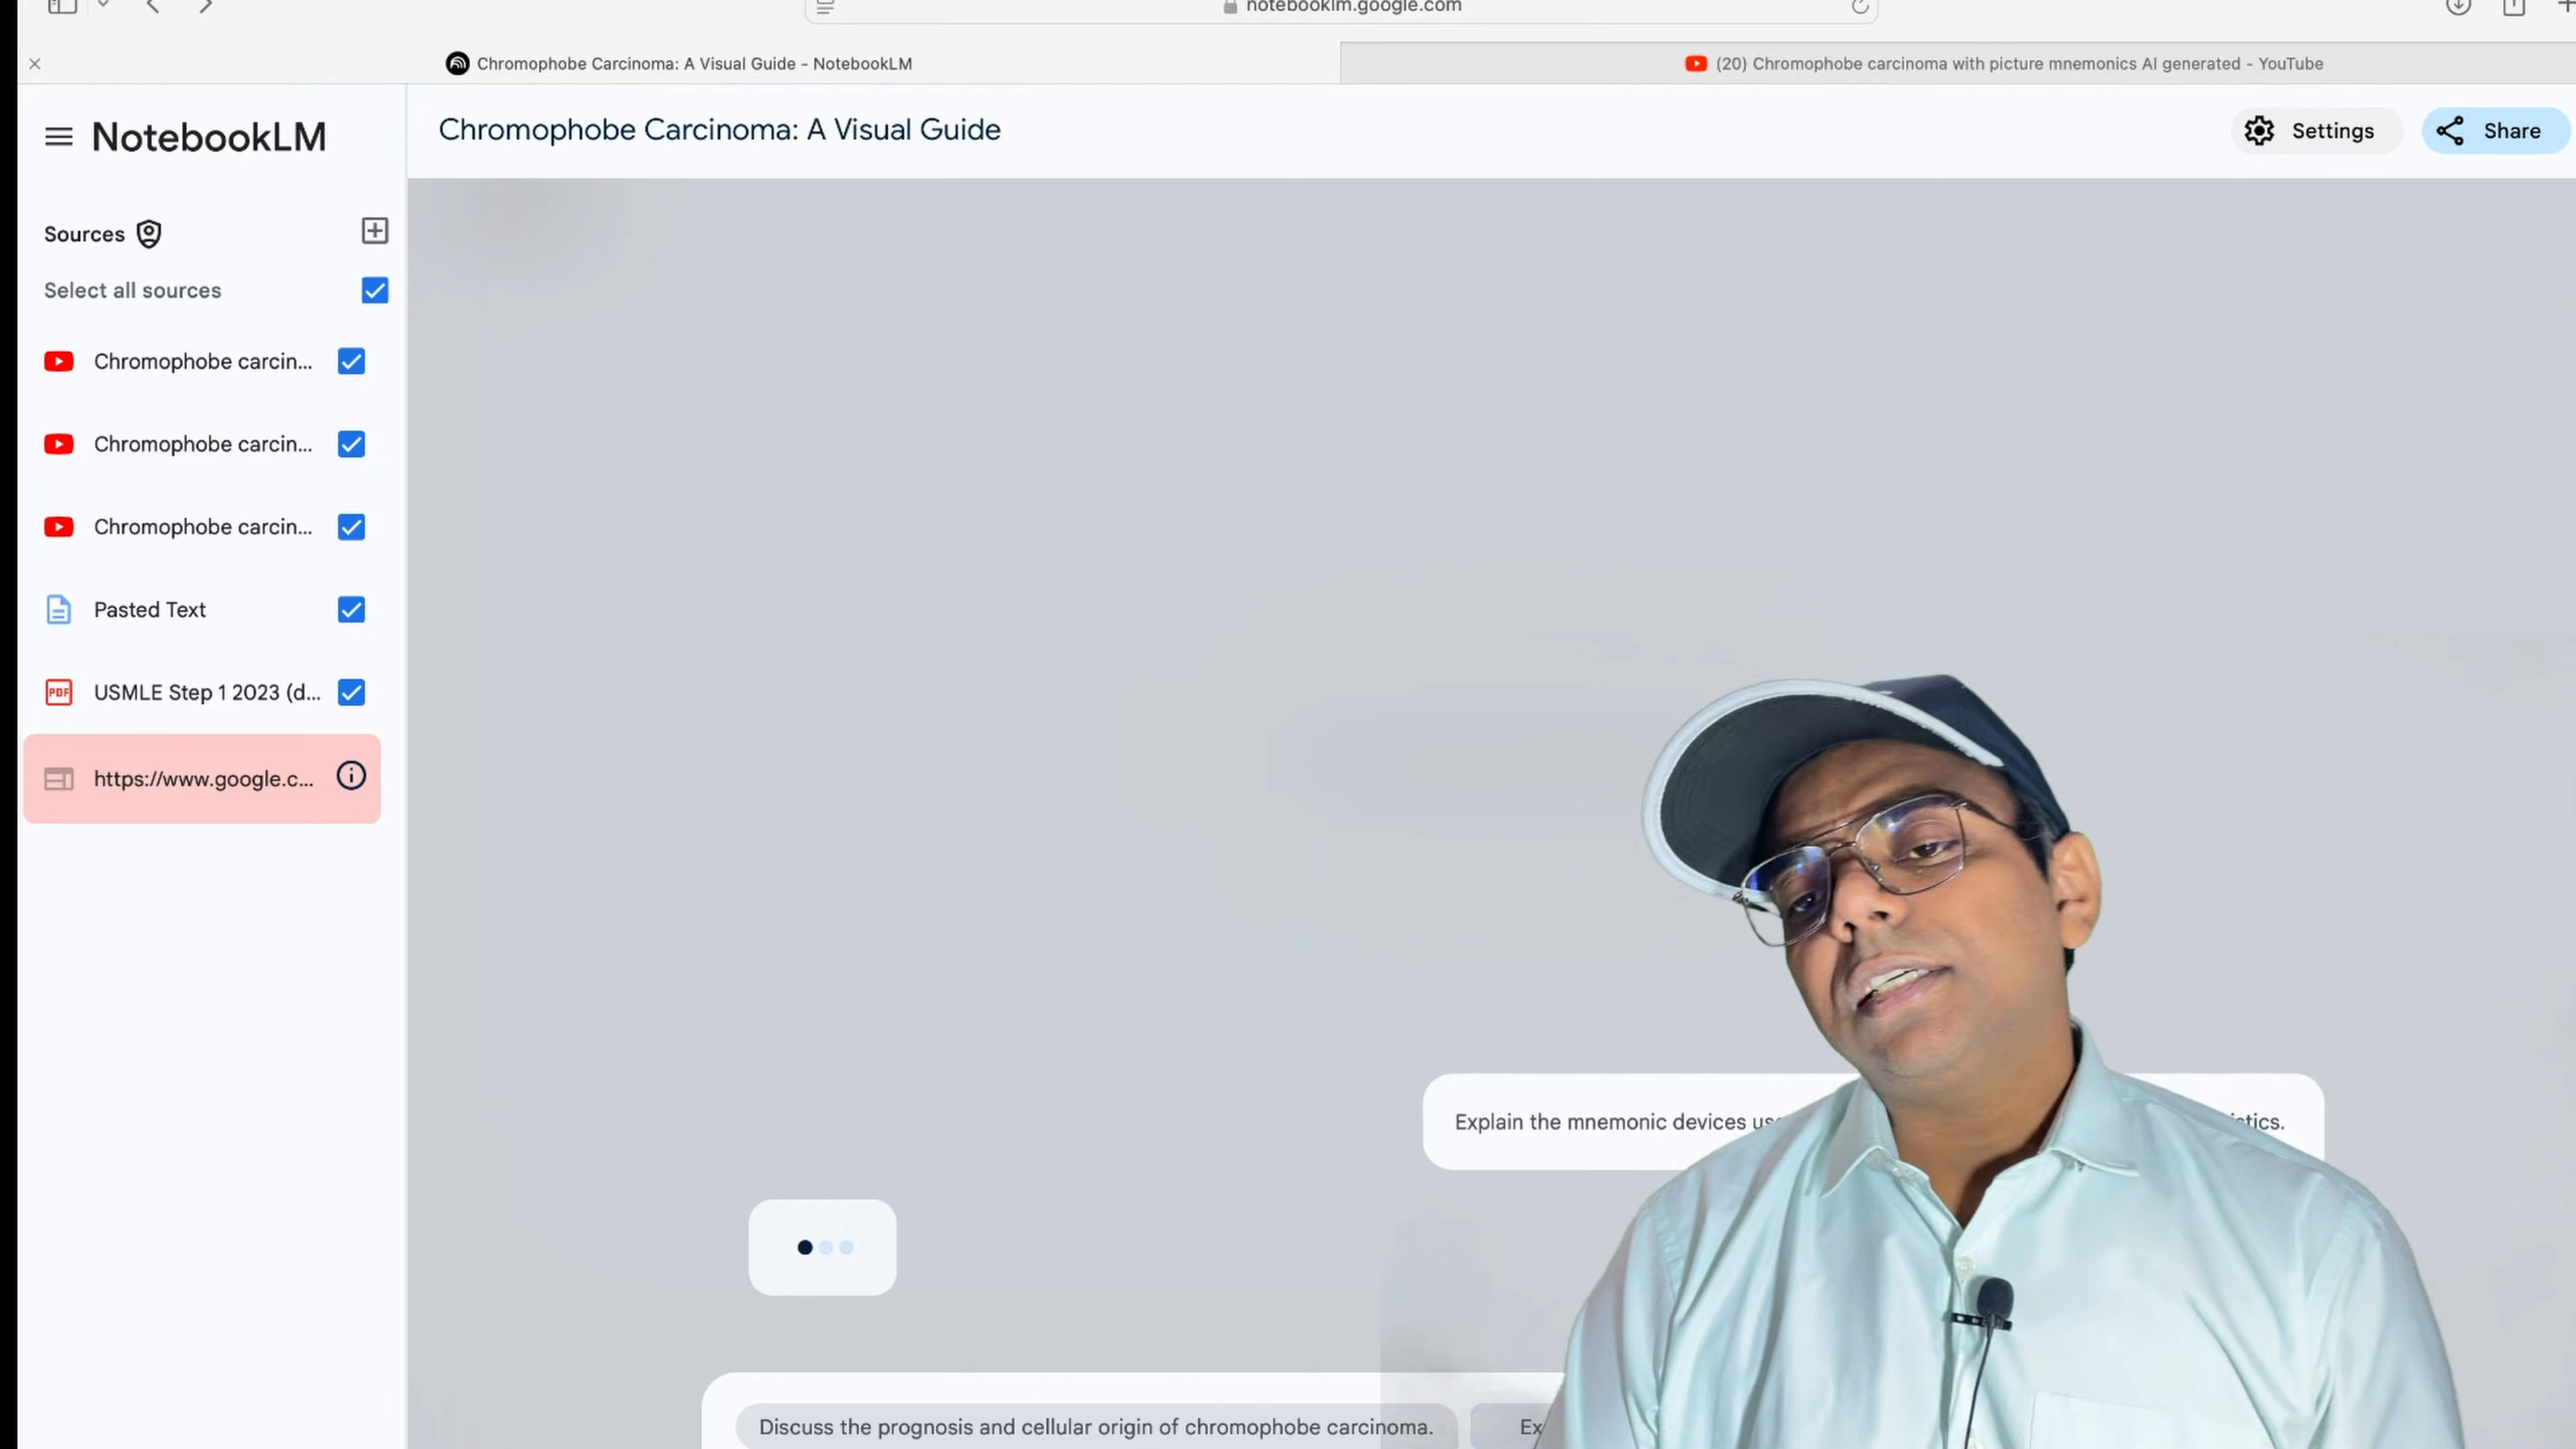 notebooklm.google.com
Chromophobe Carcinoma: A Visual Guide - NotebookLM
(20) Chromophobe carcinoma with picture mnemonics AI generated - YouTube
NotebookLM
Chromophobe Carcinoma: A Visual Guide
Settings
Share
Sources
Select all sources
Chromophobe carcin...
Chromophobe carcin...
Chromophobe carcin...
Pasted Text
PDF
USMLE Step 1 2023 (d...
https://www.google.c...
Explain the mnemonic devices
Discuss the prognosis and cellular origin of chromophobe carcinoma.